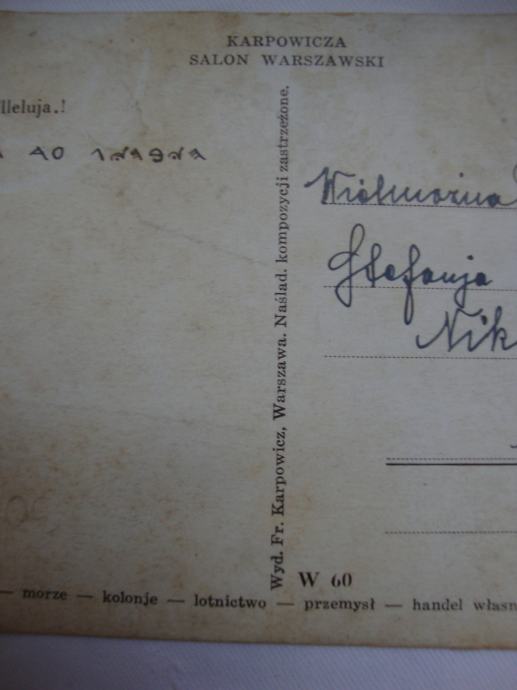 KARPOWICZA
SALON WARSZAWSKI
lleluja.!
Wyd. Fr. Karpowicz, Warszawa. Naślad. kompozycji zastrzeżone.
Wielmożna
Stefanja
Nik
W 60
— morze — kolonje — lotnictwo — przemysł — handel własn